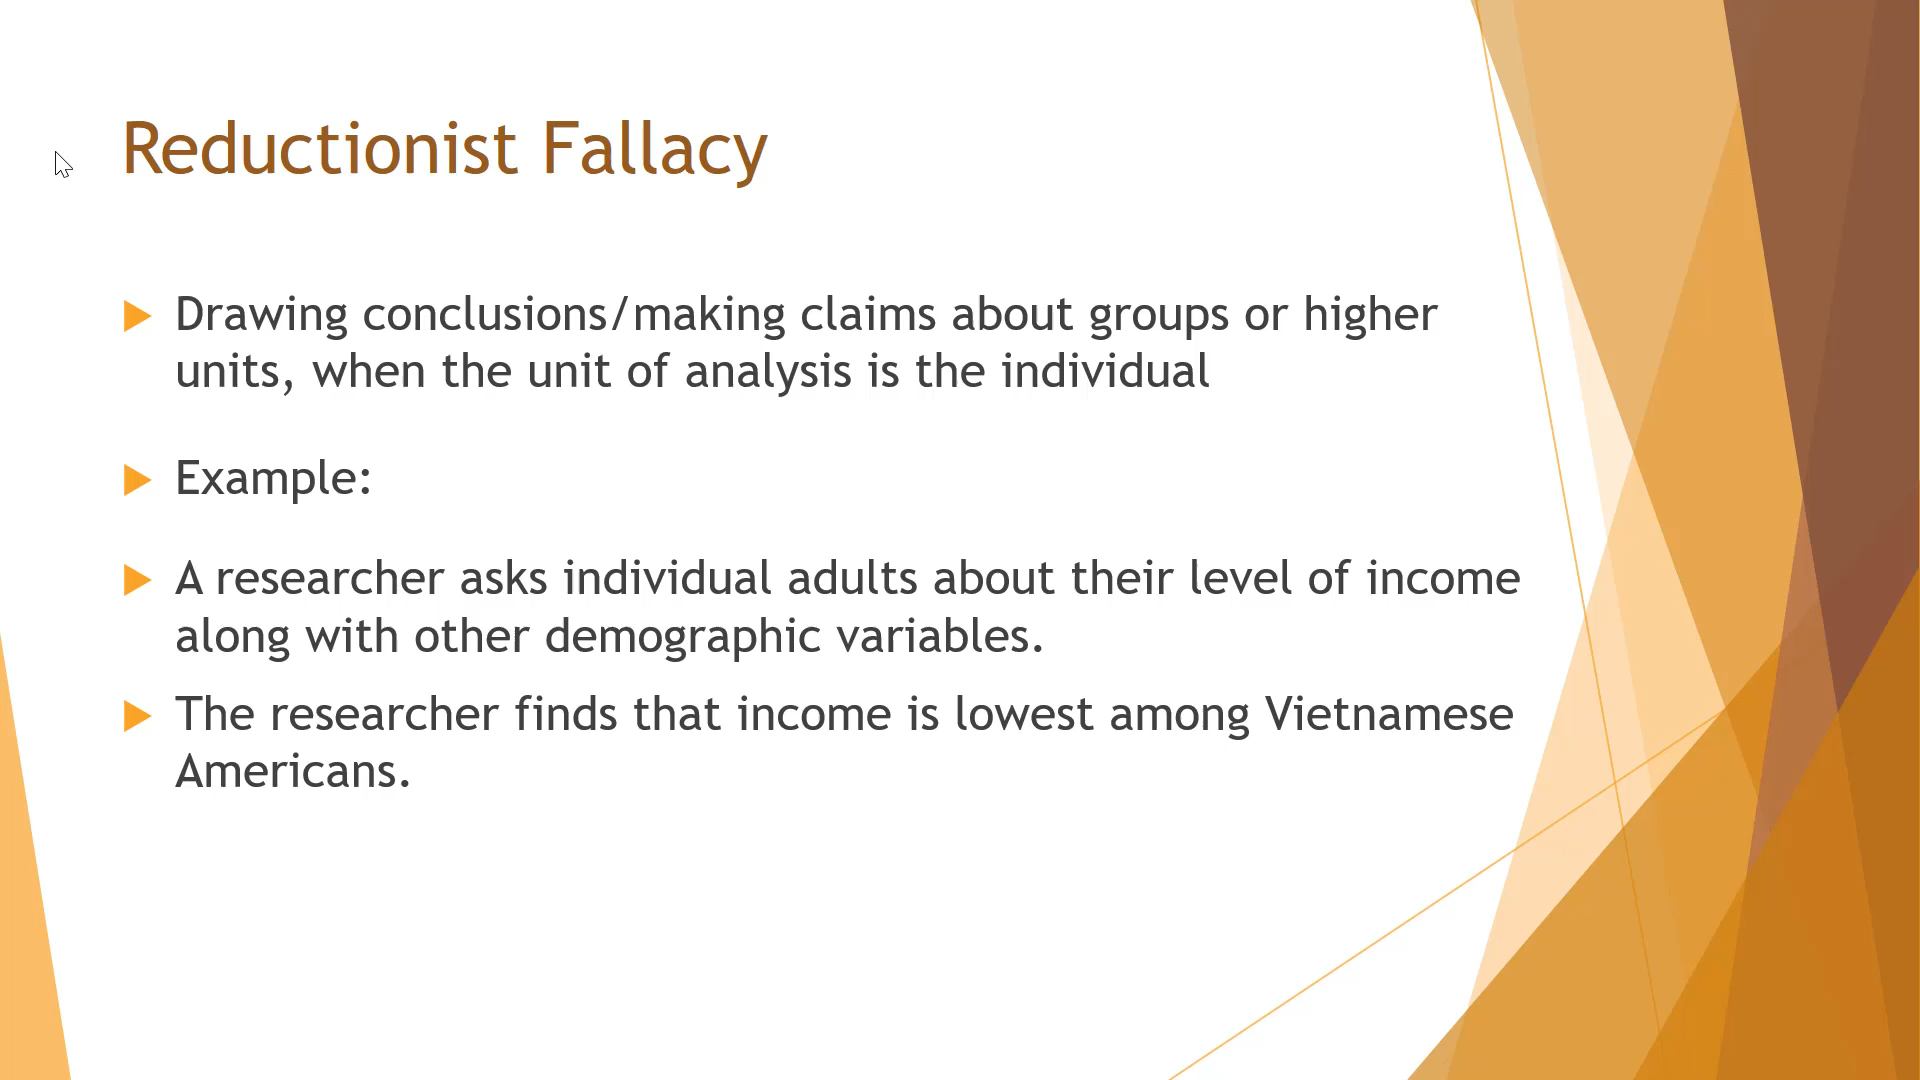 Reductionist Fallacy
Drawing conclusions/making claims about groups or higher
units, when the unit of analysis is the individual
Example:
A researcher asks individual adults about their level of income
along with other demographic variables.
The researcher finds that income is lowest among Vietnamese
Americans.